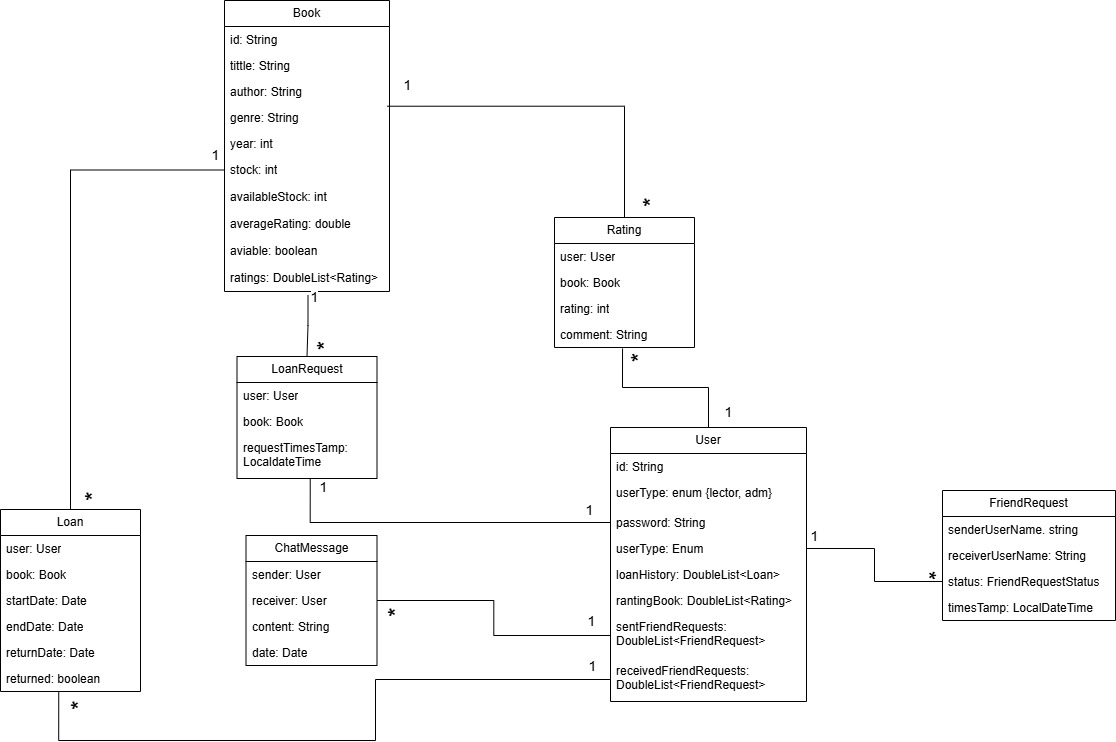 Book
id: String
tittle: String
author: String
genre: String
year: int
stock: int
availableStock: int
averageRating: double
aviable: boolean
ratings: DoubleList<Rating>
1
*
1
*
1
*
Rating
user: User
book: Book
rating: int
comment: String
*
1
LoanRequest
user: User
book: Book
requestTimesTamp:
LocaldateTime
1
1
User
id: String
userType: enum {lector, adm}
password: String
userType: Enum
loanHistory: DoubleList<Loan>
rantingBook: DoubleList<Rating>
sentFriendRequests:
DoubleList<FriendRequest>
receivedFriendRequests:
DoubleList<FriendRequest>
1
*
FriendRequest
senderUserName. string
receiverUserName: String
status: FriendRequestStatus
timesTamp: LocalDateTime
Loan
user: User
book: Book
startDate: Date
endDate: Date
returnDate: Date
returned: boolean
*
1
ChatMessage
sender: User
receiver: User
content: String
date: Date
*
1